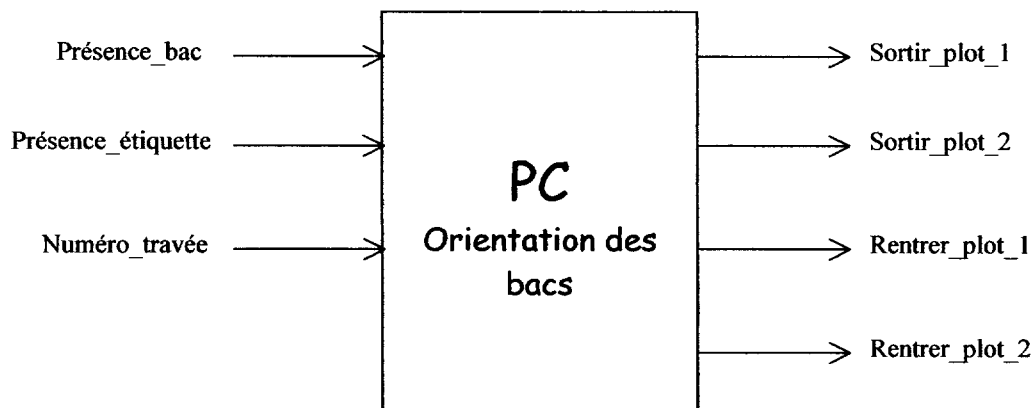 Présence_bac
Présence_étiquette
Numéro_travée
PC
Orientation des
bacs
Sortir_plot_1
Sortir_plot_2
Rentrer_plot_1
Rentrer_plot_2